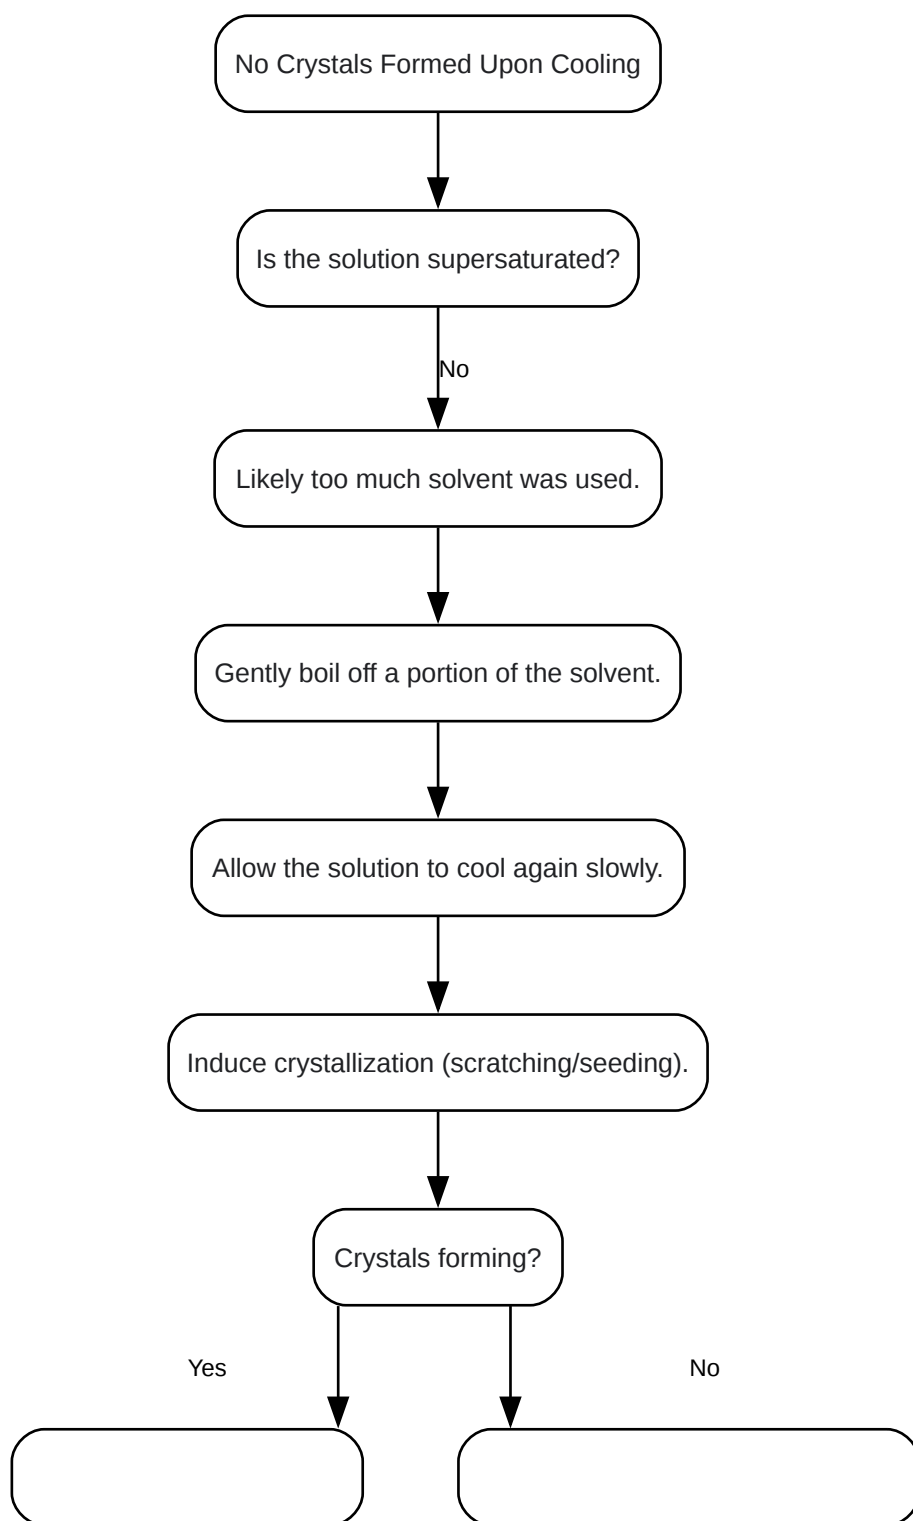 No Crystals Formed Upon Cooling
Is the solution supersaturated?
No
Likely too much solvent was used.
Gently boil off a portion of the solvent.
Allow the solution to cool again slowly.
Induce crystallization (scratching/seeding).
Crystals forming?
Yes
No